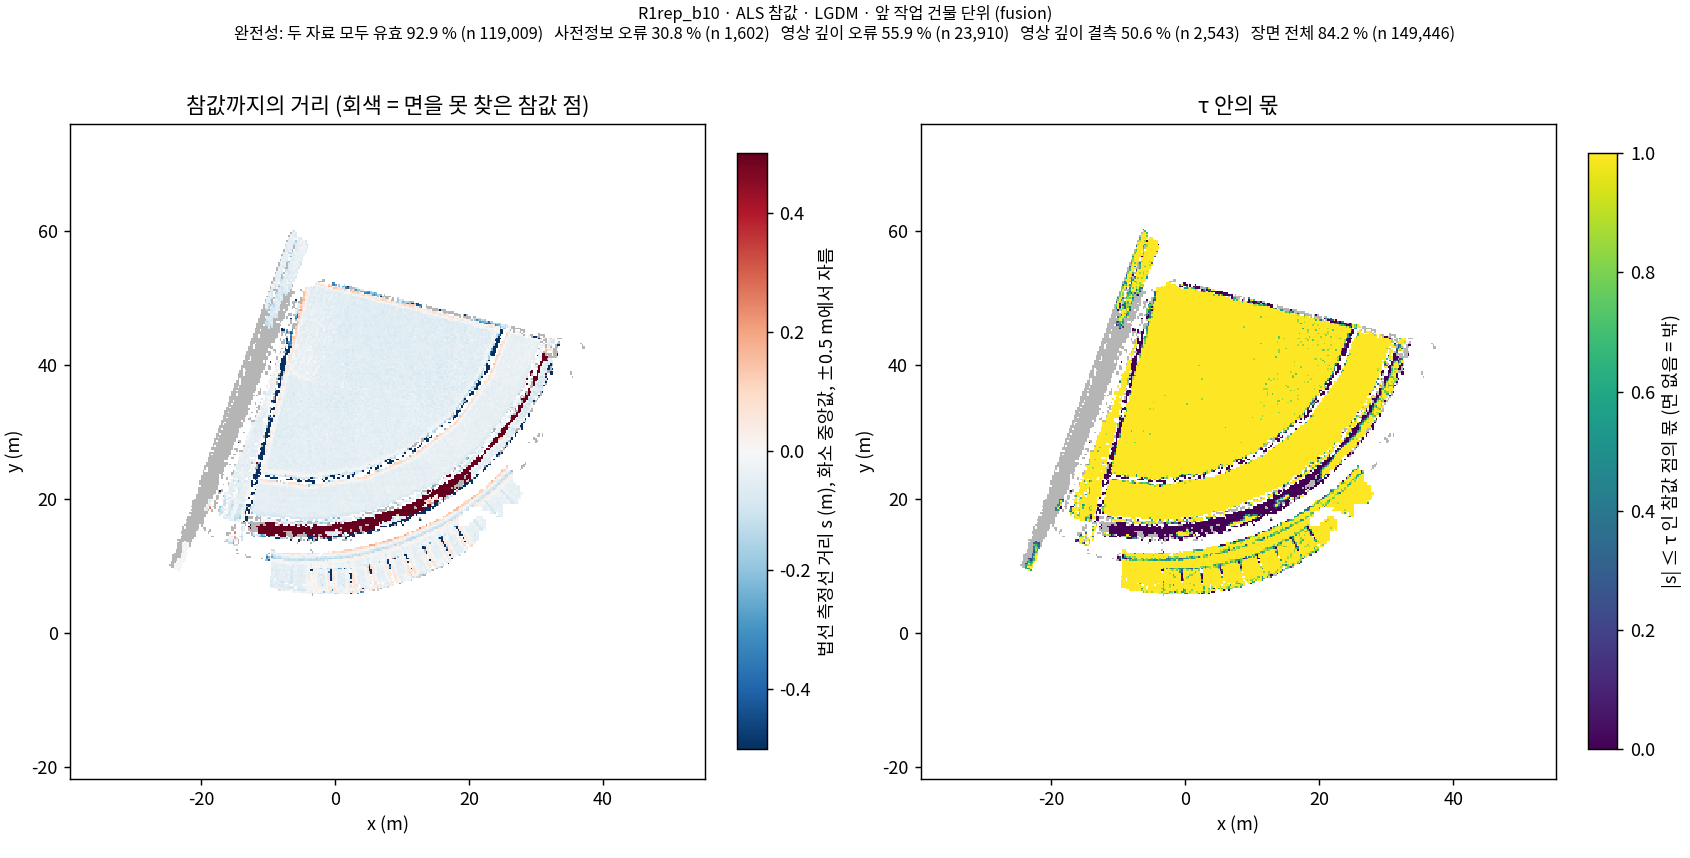 R1rep_b10 · ALS 참값 · LGDM · 앞 작업 건물 단위 (fusion)
완전성: 두 자료 모두 유효 92.9 % (n 119,009)   사전정보 오류 30.8 % (n 1,602)   영상 깊이 오류 55.9 % (n 23,910)   영상 깊이 결측 50.6 % (n 2,543)   장면 전체 84.2 % (n 149,446)
참값까지의 거리 (회색 = 면을 못 찾은 참값 점)
60
40
20
0
-20
y (m)
-20 0 20 40
x (m)
0.4
0.2
0.0
-0.2
-0.4
법선 측정선 거리 s (m), 화소 중앙값, ±0.5 m에서 자름
τ 안의 몫
60
40
20
0
-20
y (m)
-20 0 20 40
x (m)
1.0
0.8
0.6
0.4
0.2
0.0
|s| ≤ τ 인 참값 점의 몫 (면 없음 = 밖)